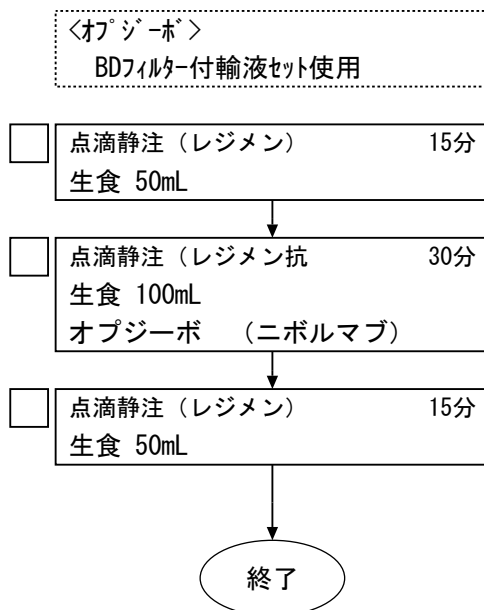 <ｵﾌﾟｼﾞｰﾎﾞ>
BDﾌｨﾙﾀｰ付輸液ｾｯﾄ使用
点滴静注（レジメン） 15分
生食 50mL
点滴静注（レジメン抗 30分
生食 100mL
オプジーボ （ニボルマブ）
点滴静注（レジメン） 15分
生食 50mL
終了